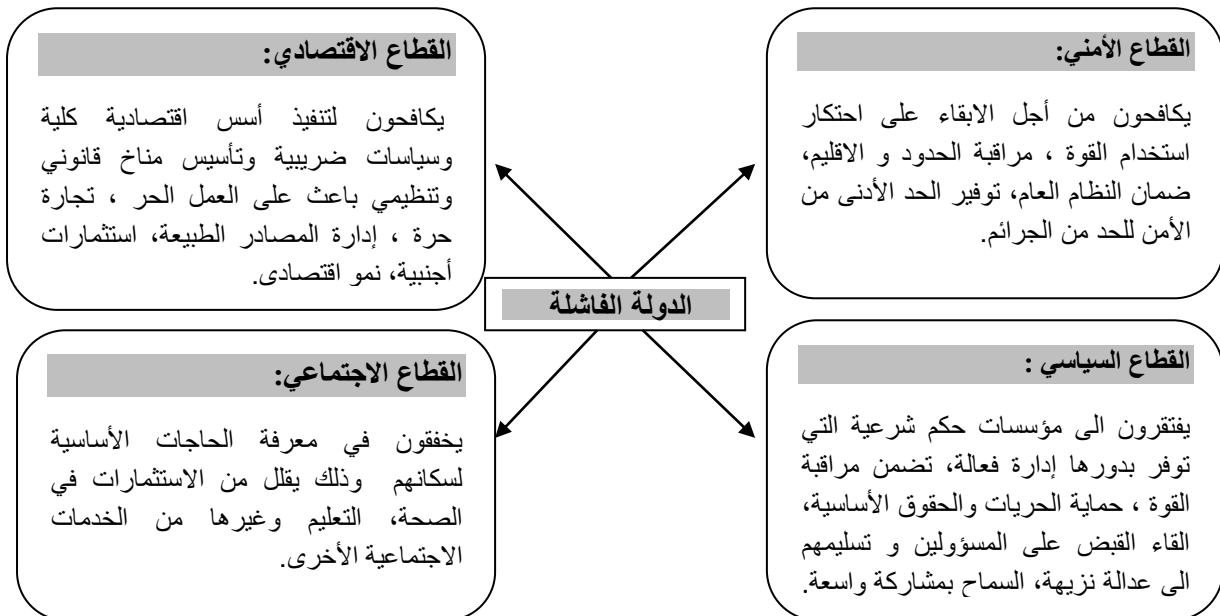 القطاع الأمني:
يكافحون من أجل الابقاء على احتكار
استخدام القوة ، مراقبة الحدود و الاقليم،
ضمان النظام العام، توفير الحد الأدنى من
الأمن للحد من الجرائم.
القطاع الاقتصادي:
يكافحون لتنفيذ أسس اقتصادية كلية
وسياسات ضريبية وتأسيس مناخ قانوني
وتنظيمي باعث على العمل الحر ، تجارة
حرة ، إدارة المصادر الطبيعة، استثمارات
أجنبية، نمو اقتصادي.
الدولة الفاشلة
القطاع السياسي :
يفتقرون الى مؤسسات حكم شرعية التي
توفر بدورها إدارة فعالة، تضمن مراقبة
القوة ، حماية الحريات والحقوق الأساسية،
القاء القبض على المسؤولين و تسليمهم
الى عدالة نزيهة، السماح بمشاركة واسعة.
القطاع الاجتماعي:
يخفقون في معرفة الحاجات الأساسية
لسكانهم وذلك يقلل من الاستثمارات في
الصحة، التعليم وغيرها من الخدمات
الاجتماعية الأخرى.